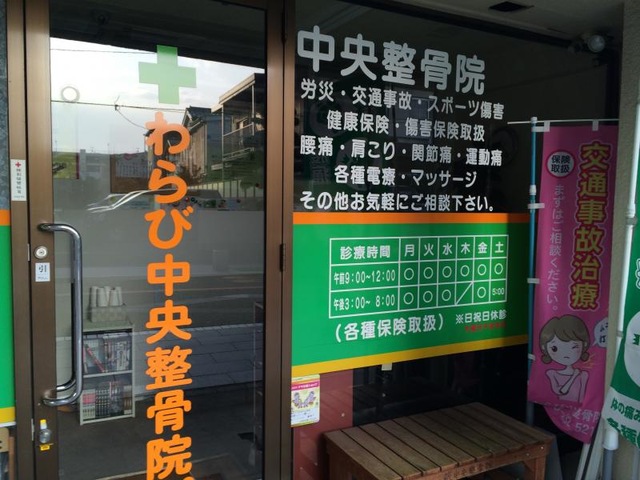 わらび中央整骨院
引
中央整骨院
労災・交通事故・スポーツ傷害
健康保険・傷害保険取扱
腰痛・肩こり・関節痛・運動痛
各種電療・マッサージ
その他お気軽にご相談下さい。
診療時間 月 火 水 木 金 土
午前9:00~12:00 〇 〇 〇 〇 〇 〇
午後3:00~8:00 〇 〇 〇 / 〇 5:00
(各種保険取扱) ※日祝日休診
保険取扱
交通事故治療
まずはご相談ください。